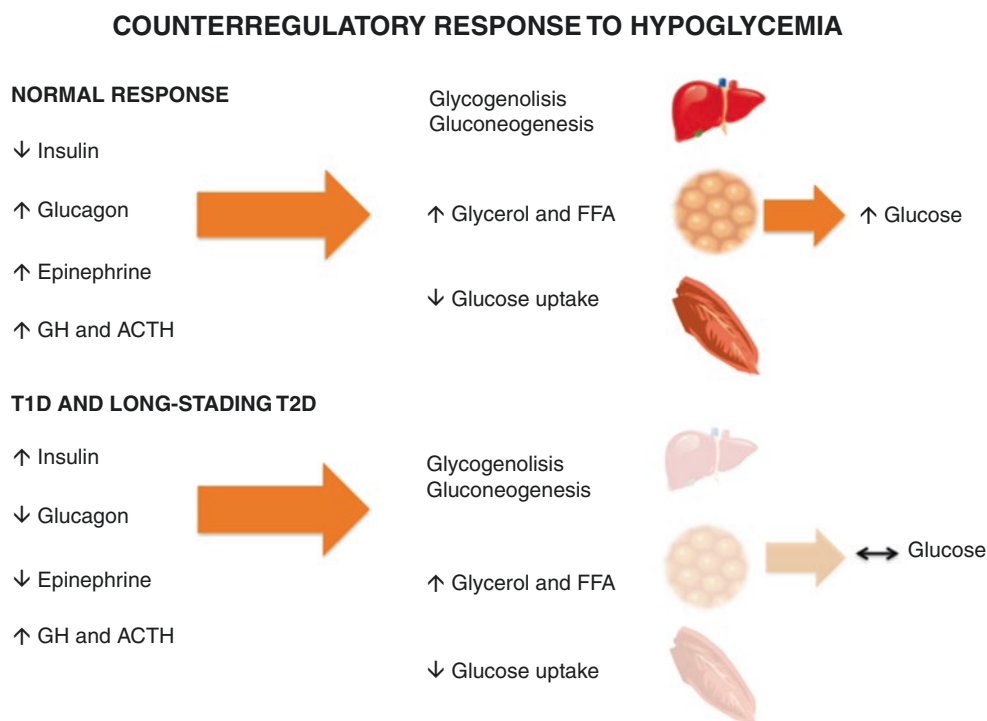 COUNTERREGULATORY RESPONSE TO HYPOGLYCEMIA
NORMAL RESPONSE
↓ Insulin
↑ Glucagon
↑ Epinephrine
↑ GH and ACTH
Glycogenolisis
Gluconeogenesis
↑ Glycerol and FFA
↓ Glucose uptake
↑ Glucose
T1D AND LONG-STADING T2D
↑ Insulin
↓ Glucagon
↓ Epinephrine
↑ GH and ACTH
Glycogenolisis
Gluconeogenesis
↑ Glycerol and FFA
↓ Glucose uptake
↔ Glucose